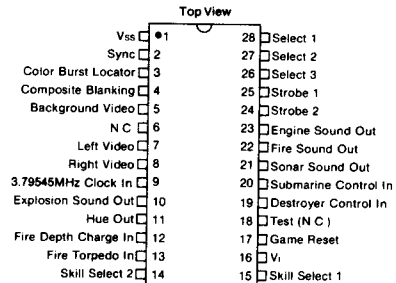 Top View
Vss 1 28 Select 1
Sync 2 27 Select 2
Color Burst Locator 3 26 Select 3
Composite Blanking 4 25 Strobe 1
Background Video 5 24 Strobe 2
N C 6 23 Engine Sound Out
Left Video 7 22 Fire Sound Out
Right Video 8 21 Sonar Sound Out
3.79545MHz Clock In 9 20 Submarine Control In
Explosion Sound Out 10 19 Destroyer Control In
Hue Out 11 18 Test (N C )
Fire Depth Charge In 12 17 Game Reset
Fire Torpedo In 13 16 VI
Skill Select 2 14 15 Skill Select 1